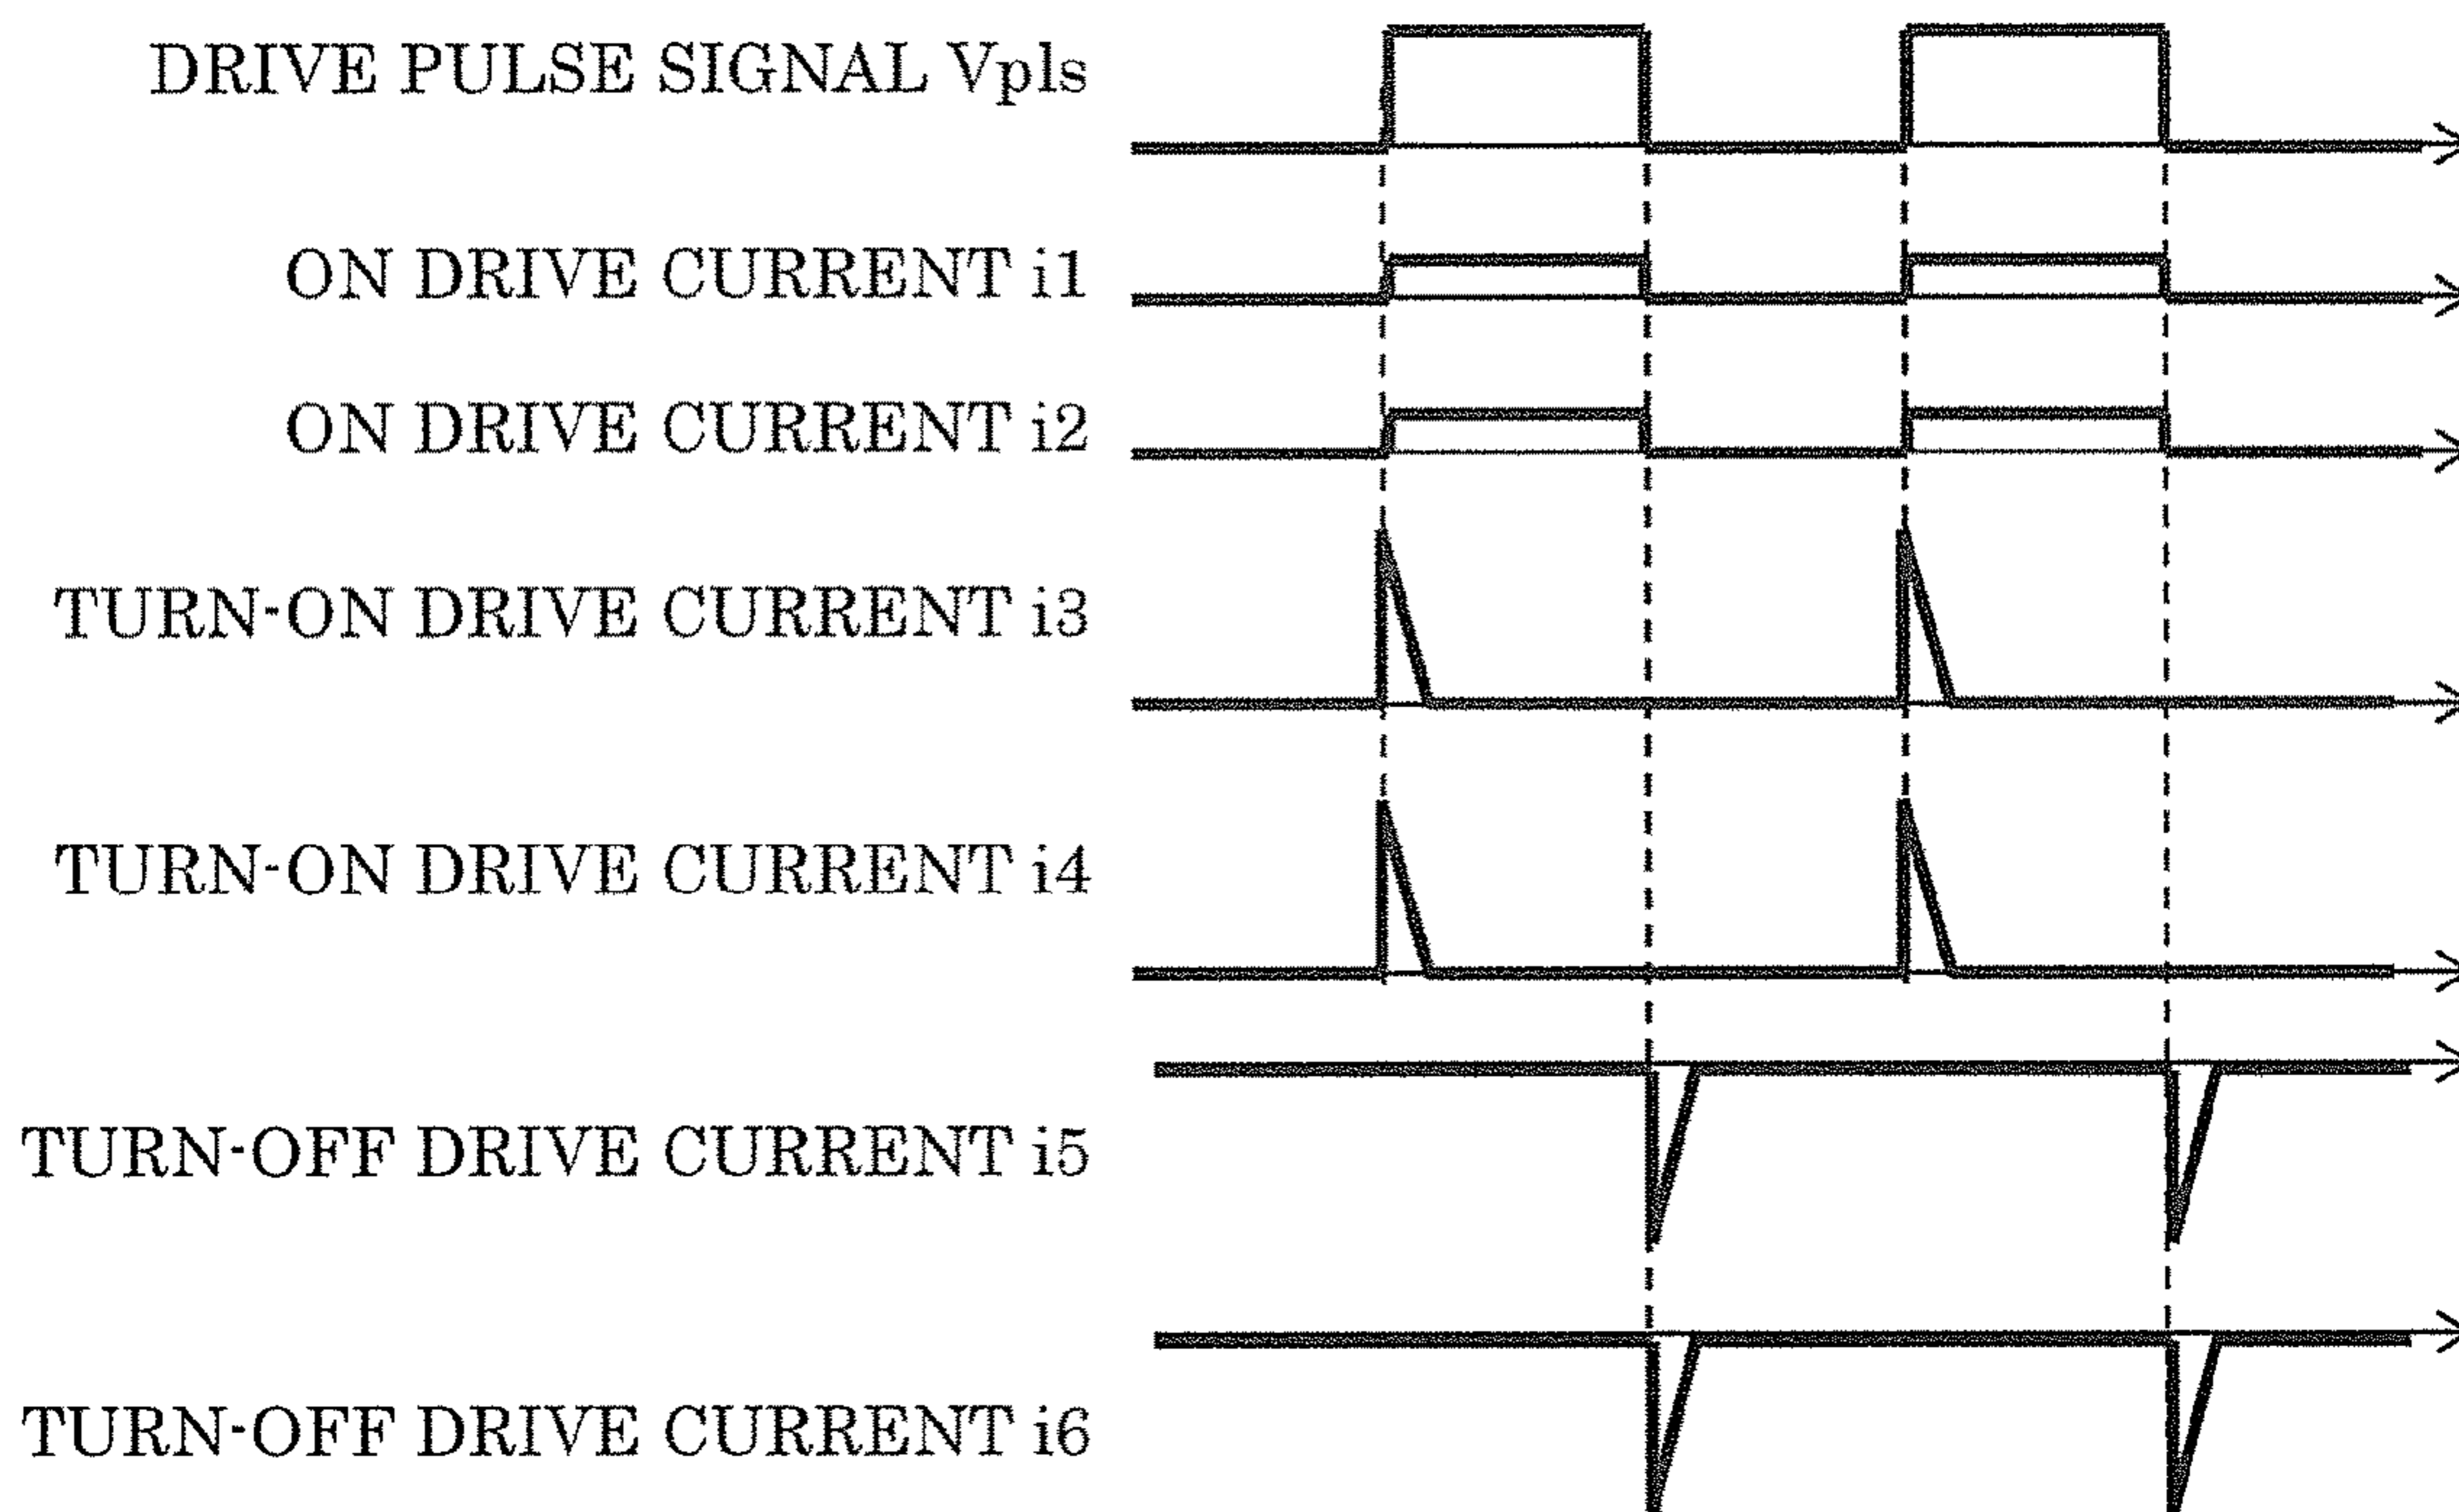 DRIVE PULSE SIGNAL Vpls
ON DRIVE CURRENT i1
ON DRIVE CURRENT i2
TURN-ON DRIVE CURRENT i3
TURN-ON DRIVE CURRENT i4
TURN-OFF DRIVE CURRENT i5
TURN-OFF DRIVE CURRENT i6